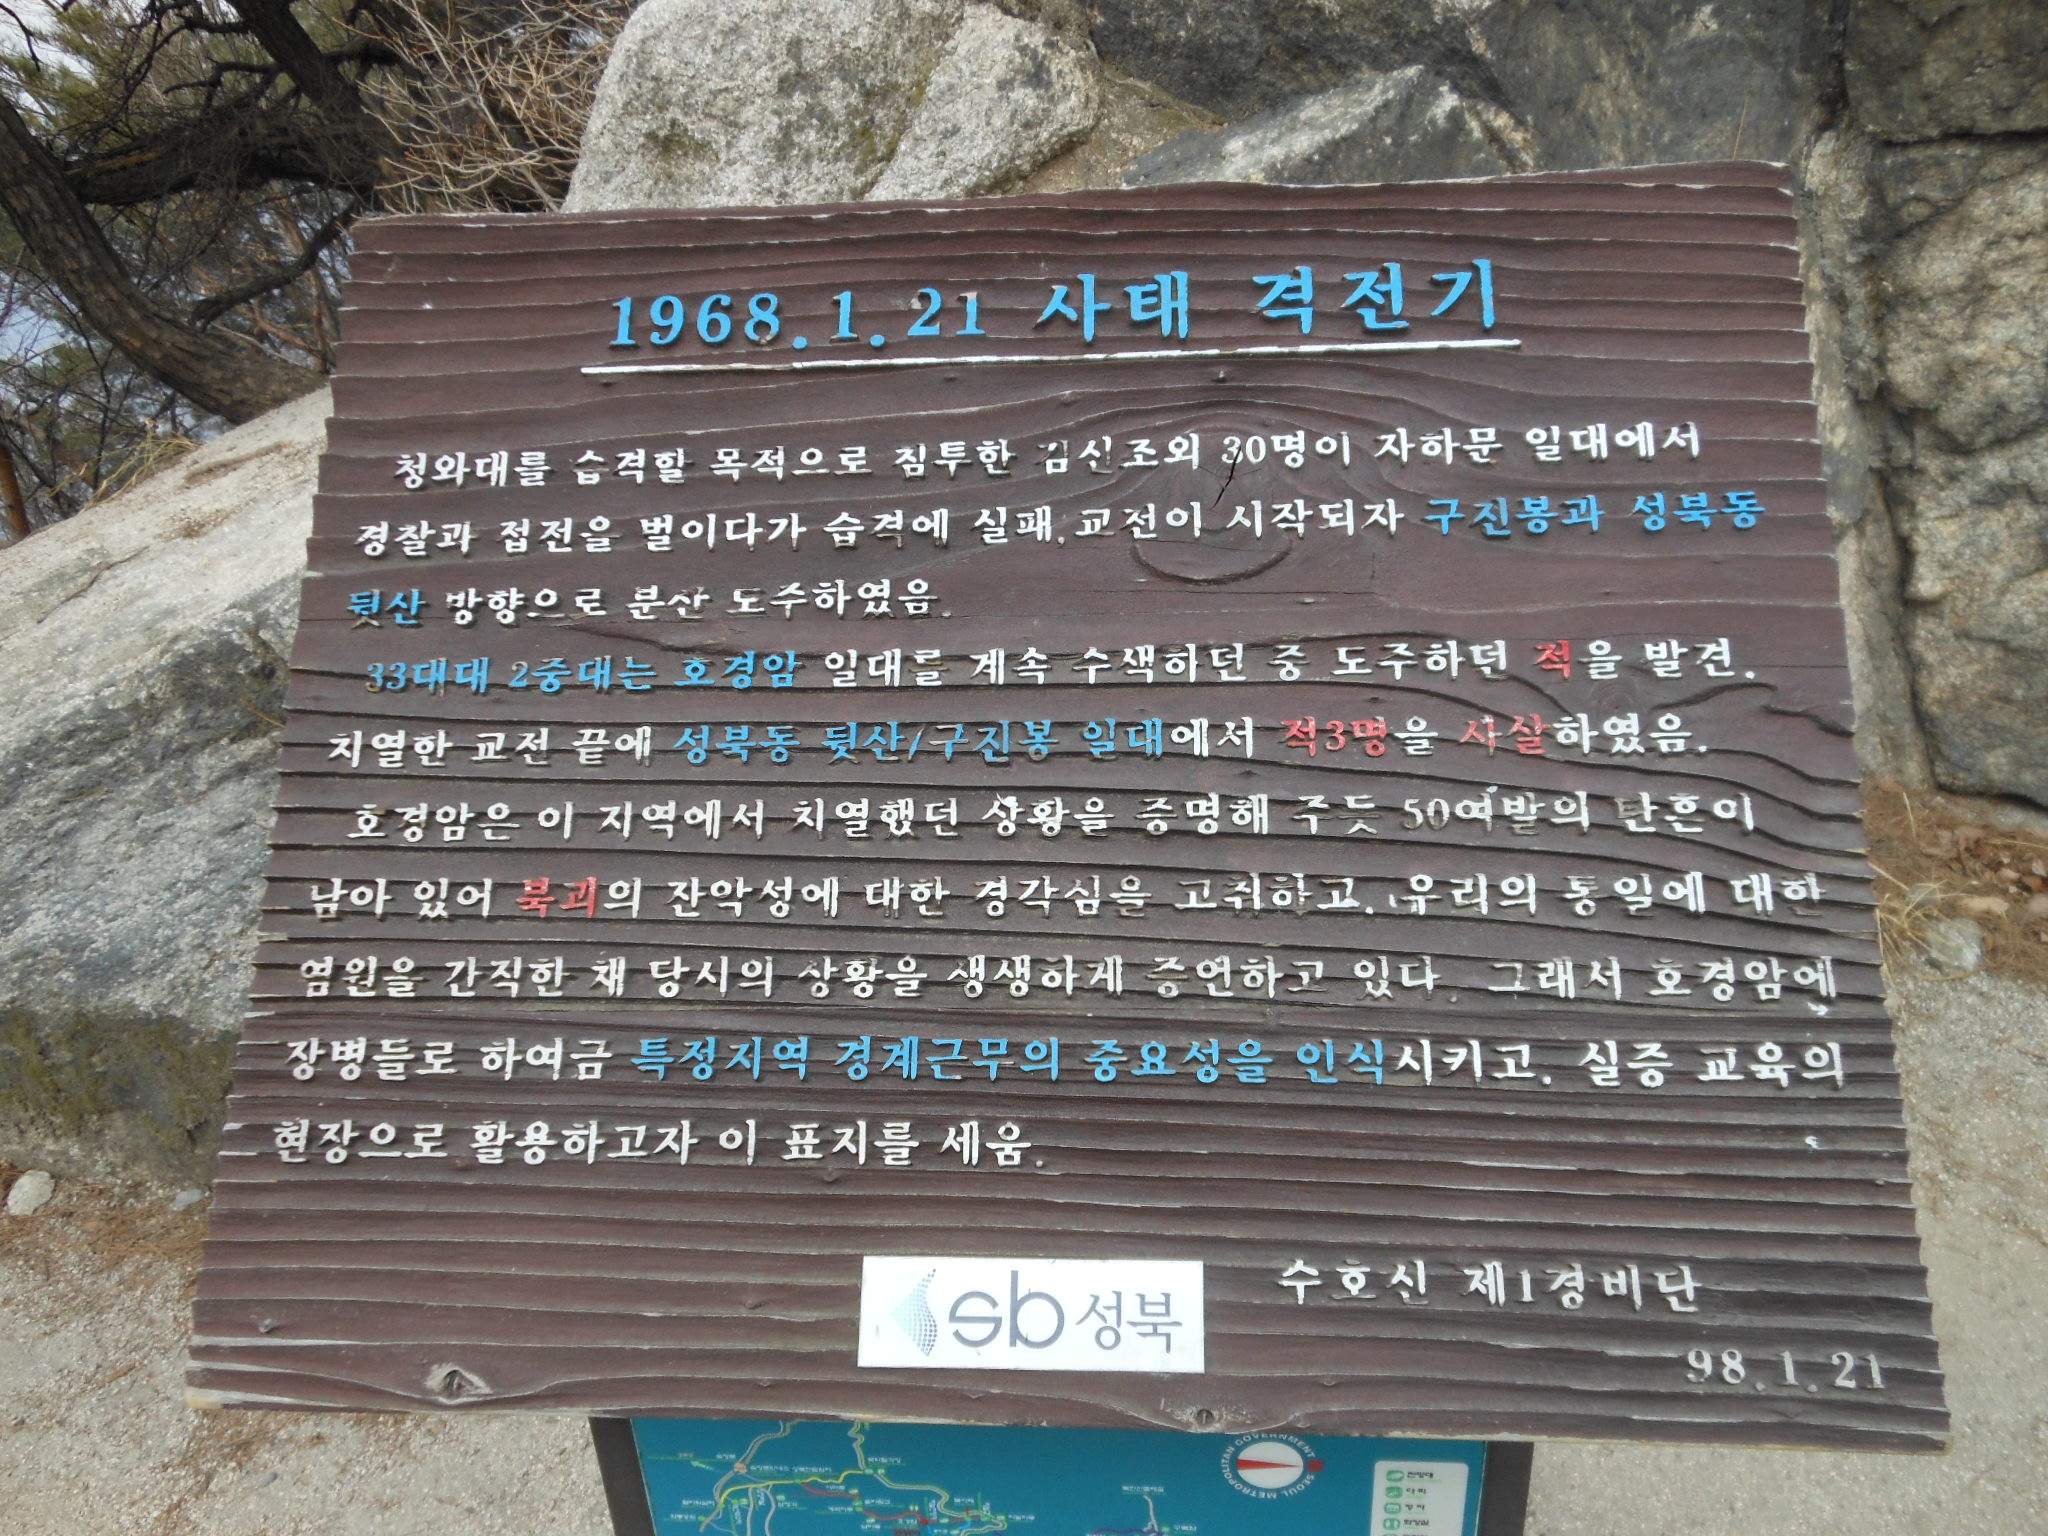 1968.1.21 사태 격전기
청와대를 습격할 목적으로 침투한 김신조외 30명이 자하문 일대에서
경찰과 접전을 벌이다가 습격에 실패, 교전이 시작되자 구진봉과 성북동
뒷산 방향으로 분산 도주하였음.
33대대 2중대는 호경암 일대를 계속 수색하던 중 도주하던 적을 발견.
치열한 교전 끝에 성북동 뒷산/구진봉 일대에서 적3명을 사살하였음.
호경암은 이 지역에서 치열했던 상황을 증명해 주듯 50여발의 탄흔이
남아 있어 북괴의 잔악성에 대한 경각심을 고취하고, 우리의 통일에 대한
염원을 간직한 채 당시의 상황을 생생하게 증언하고 있다. 그래서 호경암에
장병들로 하여금 특정지역 경계근무의 중요성을 인식시키고, 실증 교육의
현장으로 활용하고자 이 표지를 세움.
수호신 제1경비단
sb 성북
98.1.21
SEOUL METROPOLITAN GOVERNMENT